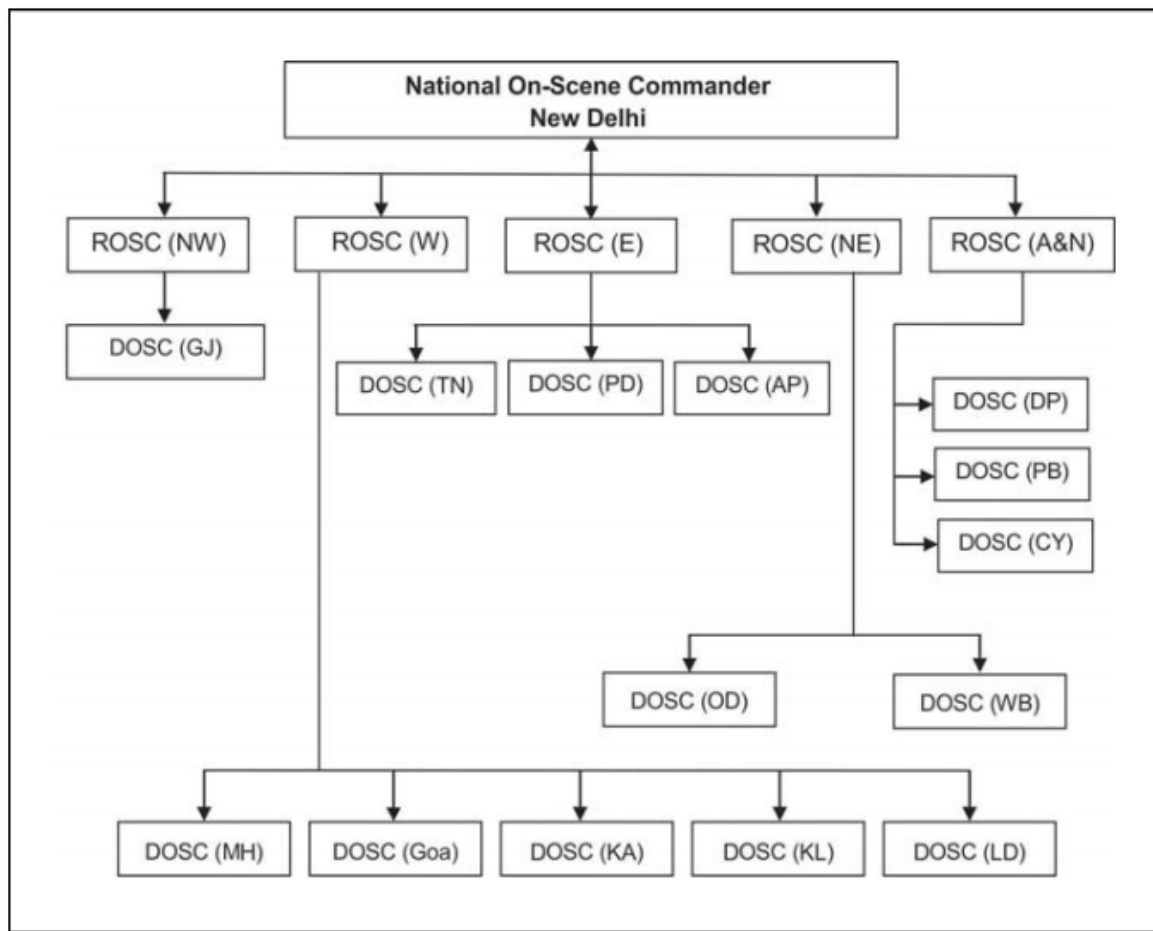 National On-Scene Commander
New Delhi
ROSC (NW)
ROSC (W)
ROSC (E)
ROSC (NE)
ROSC (A&N)
DOSC (GJ)
DOSC (TN)
DOSC (PD)
DOSC (AP)
DOSC (DP)
DOSC (PB)
DOSC (CY)
DOSC (OD)
DOSC (WB)
DOSC (MH)
DOSC (Goa)
DOSC (KA)
DOSC (KL)
DOSC (LD)